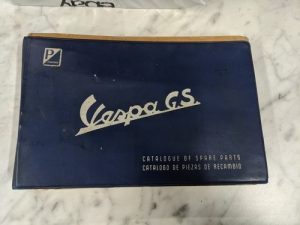 Vespa G.S.
CATALOGUE OF SPARE PARTS
CATALOGO DE PIEZAS DE RECAMBIO